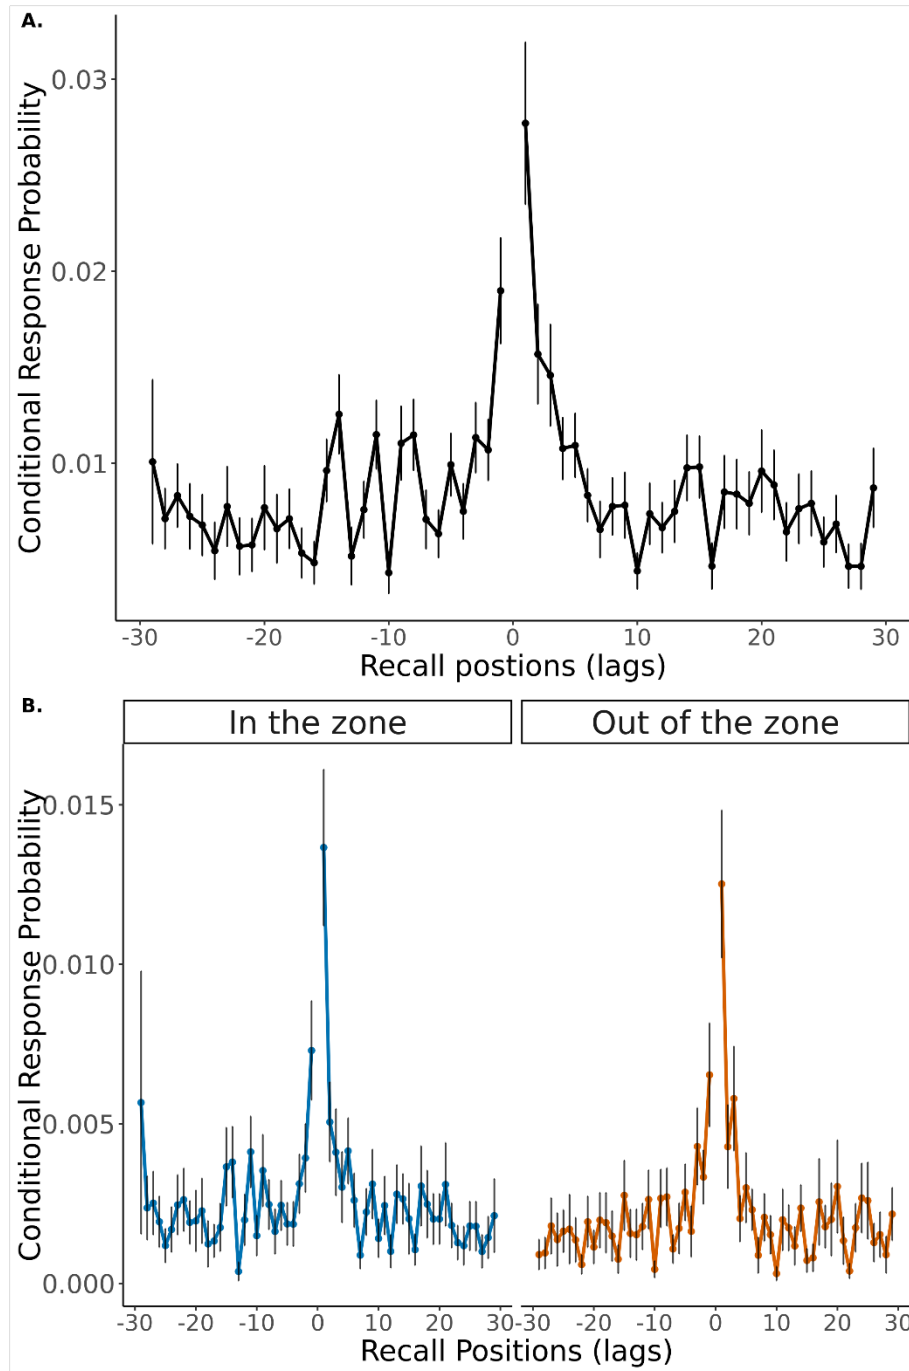 A.
Conditional Response Probability
0.03
0.02
0.01
-30 -20 -10 0 10 20 30
Recall postions (lags)
B.
In the zone Out of the zone
Conditional Response Probability
0.015
0.010
0.005
0.000
-30 -20 -10 0 10 20 30 -30 -20 -10 0 10 20 30
Recall Positions (lags)